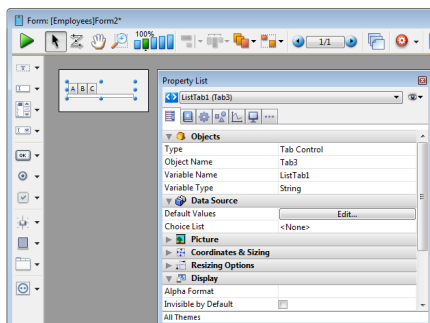 Form: [Employees]Form2*
100%
1/1
A B C
Property List
ListTab1 (Tab3)
Objects
Type Tab Control
Object Name Tab3
Variable Name ListTab1
Variable Type String
Data Source
Default Values Edit...
Choice List <None>
Picture
Coordinates & Sizing
Resizing Options
Display
Alpha Format
Invisible by Default
All Themes
OK